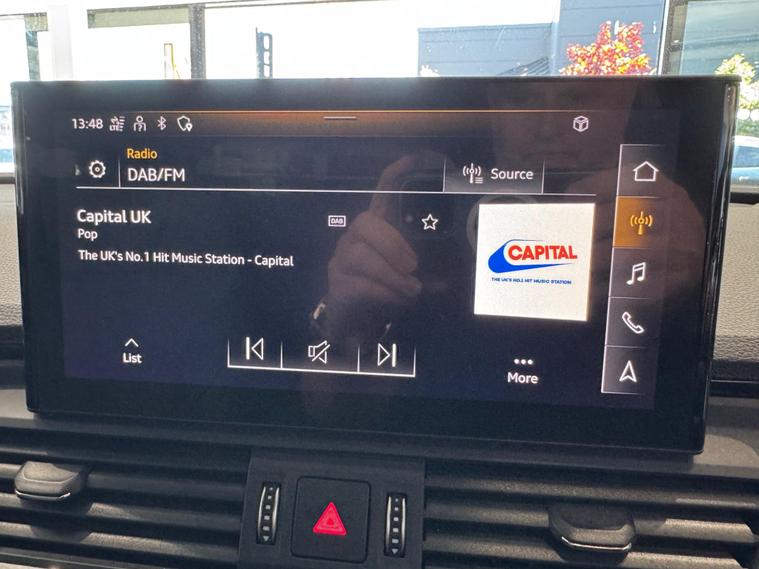 13:48
Radio
DAB/FM
Source
Capital UK
DAB
Pop
The UK's No.1 Hit Music Station - Capital
CAPITAL
THE UK'S NO.1 HIT MUSIC STATION
List
More